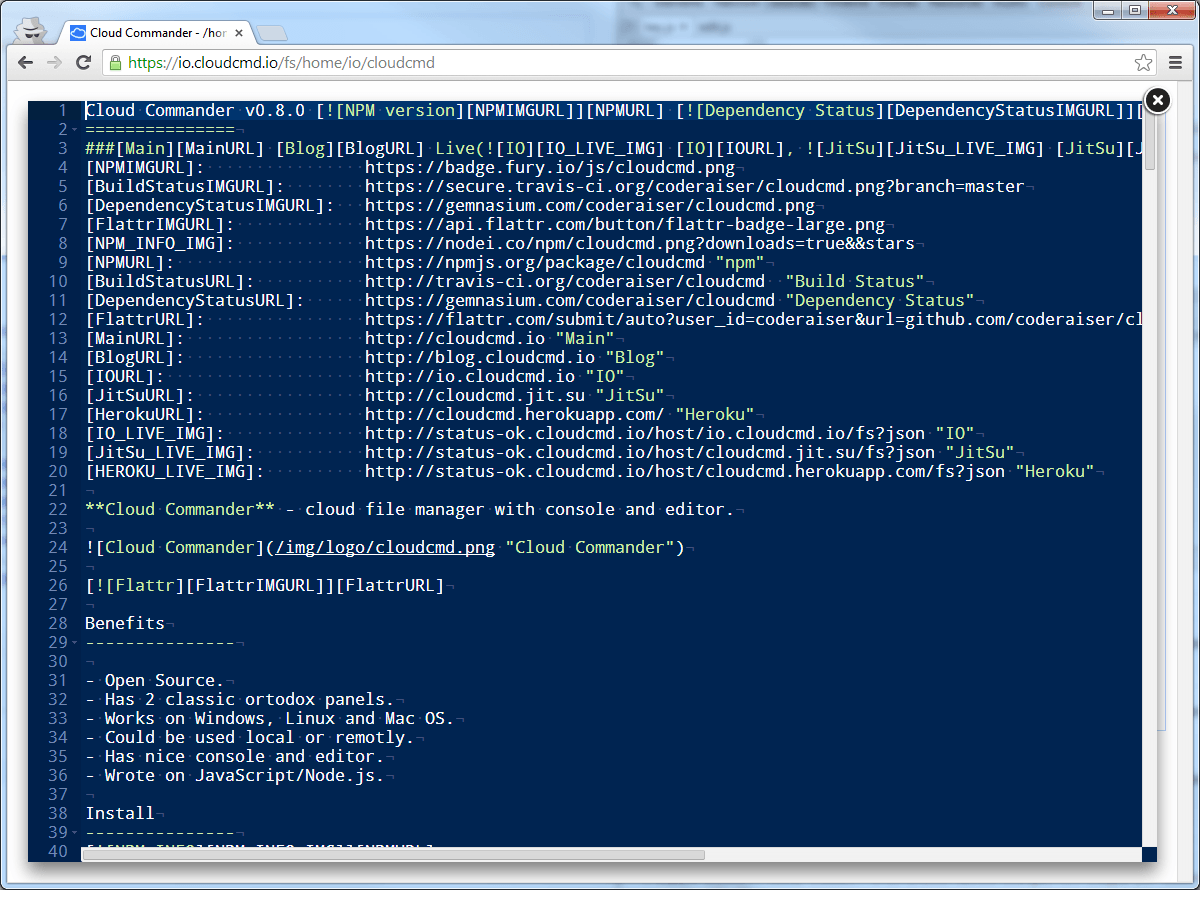 Cloud Commander - /hor
https://io.cloudcmd.io/fs/home/io/cloudcmd
1 Cloud Commander v0.8.0 [![NPM version][NPMIMGURL]][NPMURL] [![Dependency Status][DependencyStatusIMGURL]][
2 ===============
3 ###[Main][MainURL] [Blog][BlogURL] Live(![IO][IO_LIVE_IMG] [IO][IOURL], ![JitSu][JitSu_LIVE_IMG] [JitSu][J
4 [NPMIMGURL]: https://badge.fury.io/js/cloudcmd.png
5 [BuildStatusIMGURL]: https://secure.travis-ci.org/coderaiser/cloudcmd.png?branch=master
6 [DependencyStatusIMGURL]: https://gemnasium.com/coderaiser/cloudcmd.png
7 [FlattrIMGURL]: https://api.flattr.com/button/flattr-badge-large.png
8 [NPM_INFO_IMG]: https://nodei.co/npm/cloudcmd.png?downloads=true&&stars
9 [NPMURL]: https://npmjs.org/package/cloudcmd "npm"
10 [BuildStatusURL]: http://travis-ci.org/coderaiser/cloudcmd "Build Status"
11 [DependencyStatusURL]: https://gemnasium.com/coderaiser/cloudcmd "Dependency Status"
12 [FlattrURL]: https://flattr.com/submit/auto?user_id=coderaiser&url=github.com/coderaiser/cl
13 [MainURL]: http://cloudcmd.io "Main"
14 [BlogURL]: http://blog.cloudcmd.io "Blog"
15 [IOURL]: http://io.cloudcmd.io "IO"
16 [JitSuURL]: http://cloudcmd.jit.su "JitSu"
17 [HerokuURL]: http://cloudcmd.herokuapp.com/ "Heroku"
18 [IO_LIVE_IMG]: http://status-ok.cloudcmd.io/host/io.cloudcmd.io/fs?json "IO"
19 [JitSu_LIVE_IMG]: http://status-ok.cloudcmd.io/host/cloudcmd.jit.su/fs?json "JitSu"
20 [HEROKU_LIVE_IMG]: http://status-ok.cloudcmd.io/host/cloudcmd.herokuapp.com/fs?json "Heroku"
21
22 **Cloud Commander** - cloud file manager with console and editor.
23
24 ![Cloud Commander](/img/logo/cloudcmd.png "Cloud Commander")
25
26 [![Flattr][FlattrIMGURL]][FlattrURL]
27
28 Benefits
29 ---------------
30
31 - Open Source.
32 - Has 2 classic ortodox panels.
33 - Works on Windows, Linux and Mac OS.
34 - Could be used local or remotly.
35 - Has nice console and editor.
36 - Wrote on JavaScript/Node.js.
37
38 Install
39 ---------------
40 [![NPM_INFO][NPM_INFO_IMG]][NPMURL]